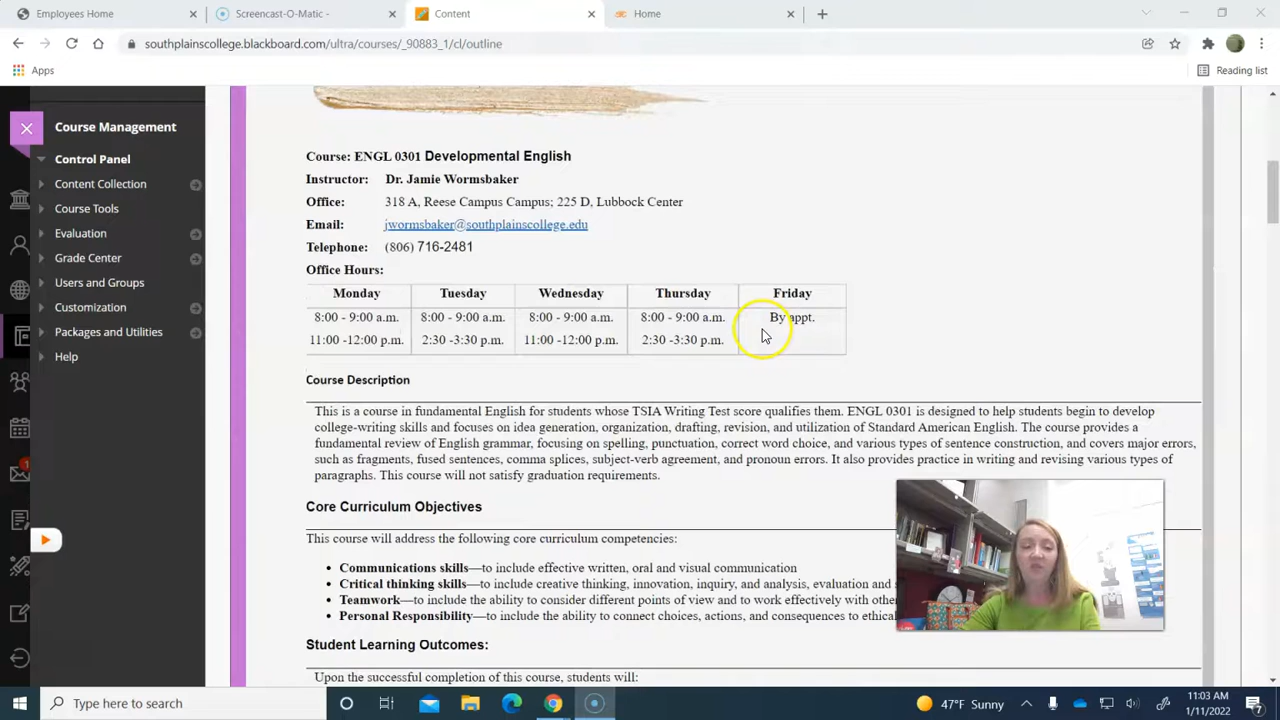 Employees Home
Screencast-O-Matic -
Content
Home
southplainscollege.blackboard.com/ultra/courses/_90883_1/cl/outline
Apps
Reading list
Course Management
Control Panel
Content Collection
Course Tools
Evaluation
Grade Center
Users and Groups
Customization
Packages and Utilities
Help
Course: ENGL 0301 Developmental English
Instructor: Dr. Jamie Wormsbaker
Office: 318 A, Reese Campus Campus; 225 D, Lubbock Center
Email: jwormsbaker@southplainscollege.edu
Telephone: (806) 716-2481
Office Hours:
Monday Tuesday Wednesday Thursday Friday
8:00 - 9:00 a.m. 8:00 - 9:00 a.m. 8:00 - 9:00 a.m. 8:00 - 9:00 a.m. By appt.
11:00 -12:00 p.m. 2:30 -3:30 p.m. 11:00 -12:00 p.m. 2:30 -3:30 p.m.
Course Description
This is a course in fundamental English for students whose TSIA Writing Test score qualifies them. ENGL 0301 is designed to help students begin to develop
college-writing skills and focuses on idea generation, organization, drafting, revision, and utilization of Standard American English. The course provides a
fundamental review of English grammar, focusing on spelling, punctuation, correct word choice, and various types of sentence construction, and covers major errors,
such as fragments, fused sentences, comma splices, subject-verb agreement, and pronoun errors. It also provides practice in writing and revising various types of
paragraphs. This course will not satisfy graduation requirements.
Core Curriculum Objectives
This course will address the following core curriculum competencies:
• Communications skills—to include effective written, oral and visual communication
• Critical thinking skills—to include creative thinking, innovation, inquiry, and analysis, evaluation and
• Teamwork—to include the ability to consider different points of view and to work effectively with othe
• Personal Responsibility—to include the ability to connect choices, actions, and consequences to ethica
Student Learning Outcomes:
Upon the successful completion of this course, students will:
Type here to search
47°F Sunny
11:03 AM
1/11/2022
7